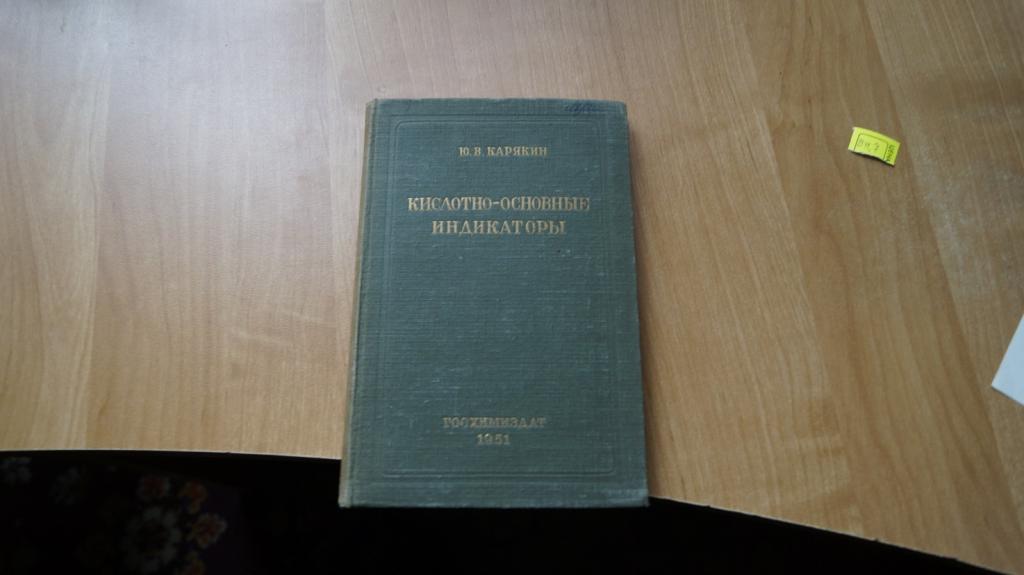 Ю. В. КАРЯКИН
КИСЛОТНО-ОСНОВНЫЕ
ИНДИКАТОРЫ
ГОСХИМИЗДАТ
1951